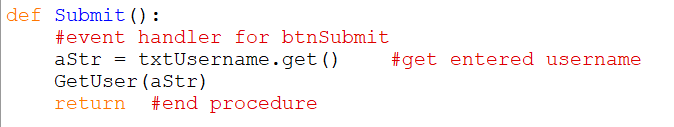 def Submit():
    #event handler for btnSubmit
    aStr = txtUsername.get()    #get entered username
    GetUser(aStr)
    return  #end procedure